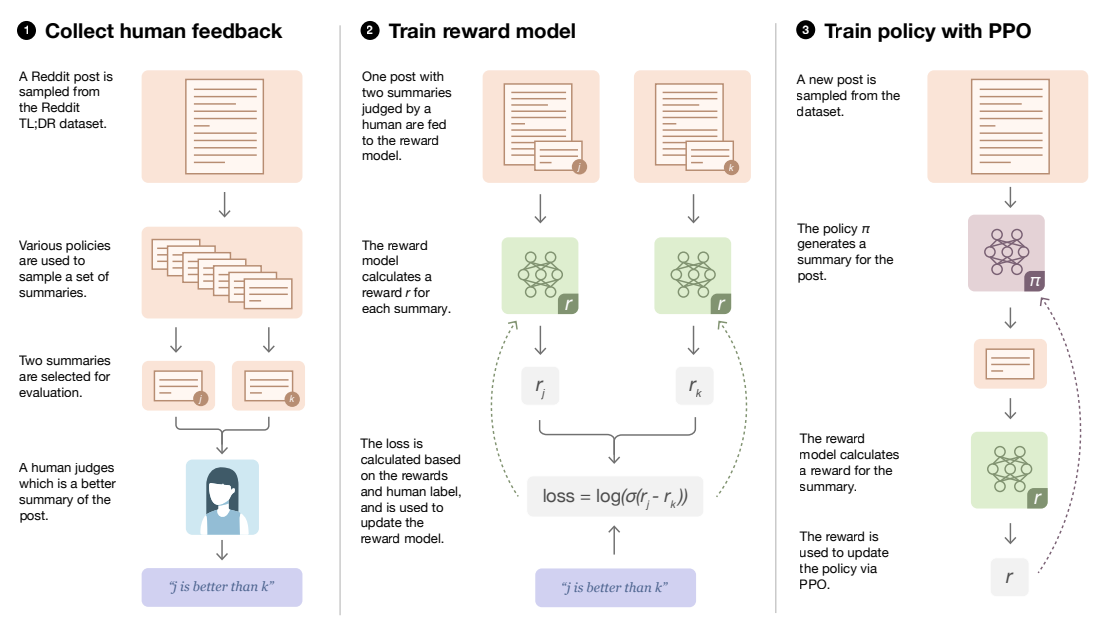 1 Collect human feedback
A Reddit post is
sampled from
the Reddit
TL;DR dataset.
Various policies
are used to
sample a set of
summaries.
Two summaries
are selected for
evaluation.
j
k
A human judges
which is a better
summary of the
post.
"j is better than k"
2 Train reward model
One post with
two summaries
judged by a
human are fed
to the reward
model.
j
k
The reward
model
calculates a
reward r for
each summary.
r
r
r_j
r_k
The loss is
calculated based
on the rewards
and human label,
and is used to
update the
reward model.
loss = log(σ(r_j - r_k))
"j is better than k"
3 Train policy with PPO
A new post is
sampled from the
dataset.
The policy π
generates a
summary for the
post.
π
The reward
model calculates
a reward for the
summary.
r
The reward is
used to update
the policy via
PPO.
r